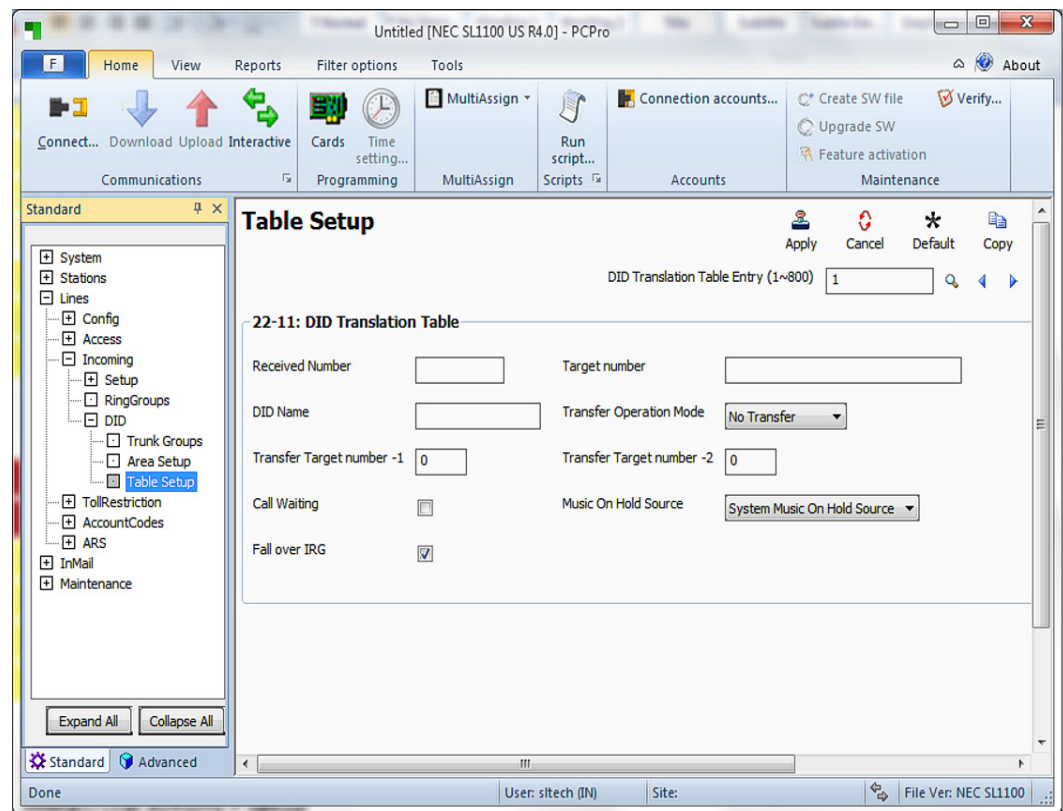 Untitled [NEC SL1100 US R4.0] - PCPro
F Home View Reports Filter options Tools About
Connect... Download Upload Interactive
Communications
Cards Time setting...
Programming
MultiAssign
MultiAssign
Run script...
Scripts
Connection accounts...
Accounts
Create SW file
Upgrade SW
Feature activation
Verify...
Maintenance
Standard
System
Stations
Lines
Config
Access
Incoming
Setup
RingGroups
DID
Trunk Groups
Area Setup
Table Setup
TollRestriction
AccountCodes
ARS
InMail
Maintenance
Expand All Collapse All
Standard Advanced
Table Setup
Apply Cancel Default Copy
DID Translation Table Entry (1~800) 1
22-11: DID Translation Table
Received Number Target number
DID Name Transfer Operation Mode No Transfer
Transfer Target number -1 0 Transfer Target number -2 0
Call Waiting Music On Hold Source System Music On Hold Source
Fall over IRG
Done User: sltech (IN) Site: File Ver: NEC SL1100